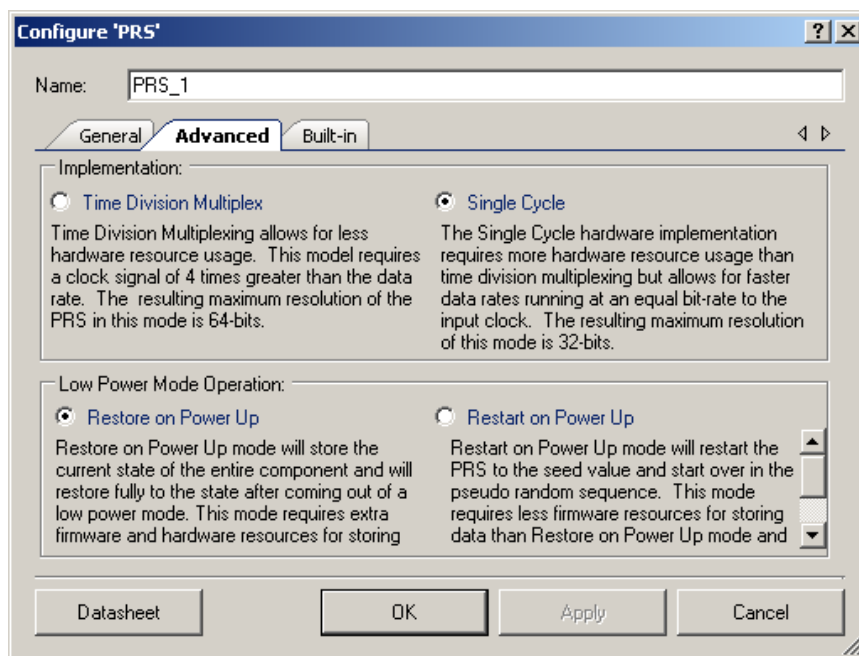 Configure 'PRS'
Name: PRS_1
General Advanced Built-in
Implementation:
Time Division Multiplex
Time Division Multiplexing allows for less
hardware resource usage. This model requires
a clock signal of 4 times greater than the data
rate. The resulting maximum resolution of the
PRS in this mode is 64-bits.
Single Cycle
The Single Cycle hardware implementation
requires more hardware resource usage than
time division multiplexing but allows for faster
data rates running at an equal bit-rate to the
input clock. The resulting maximum resolution
of this mode is 32-bits.
Low Power Mode Operation:
Restore on Power Up
Restore on Power Up mode will store the
current state of the entire component and will
restore fully to the state after coming out of a
low power mode. This mode requires extra
firmware and hardware resources for storing
Restart on Power Up
Restart on Power Up mode will restart the
PRS to the seed value and start over in the
pseudo random sequence. This mode
requires less firmware resources for storing
data than Restore on Power Up mode and
Datasheet OK Apply Cancel